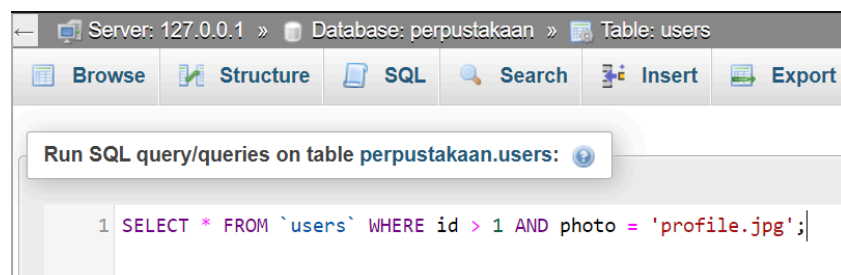 ← Server: 127.0.0.1 » Database: perpustakaan » Table: users
Browse Structure SQL Search Insert Export
Run SQL query/queries on table perpustakaan.users:
1 SELECT * FROM `users` WHERE id > 1 AND photo = 'profile.jpg';